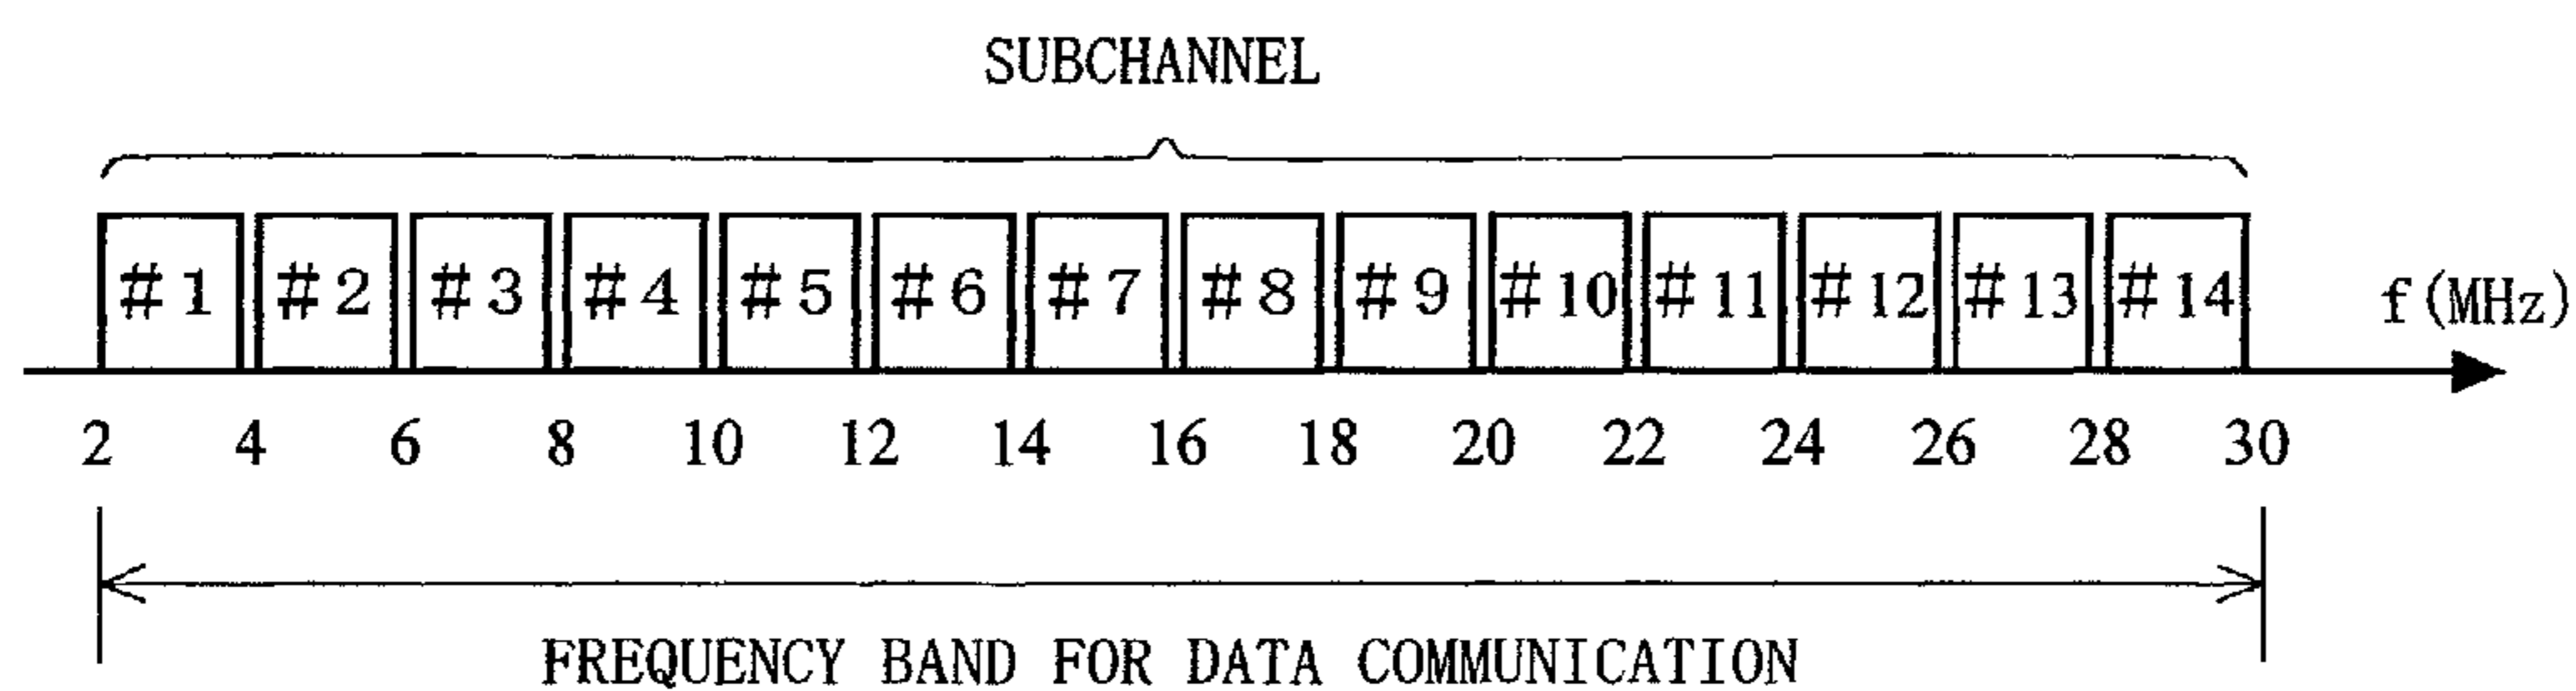 SUBCHANNEL
#1 #2 #3 #4 #5 #6 #7 #8 #9 #10 #11 #12 #13 #14 f(MHz)
2 4 6 8 10 12 14 16 18 20 22 24 26 28 30
FREQUENCY BAND FOR DATA COMMUNICATION